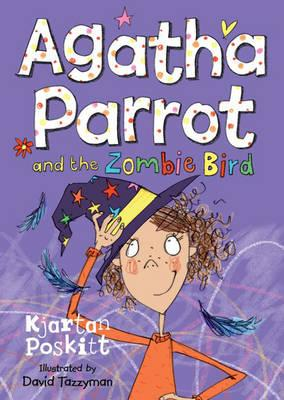 Agatha
Parrot
and the Zombie Bird
Kjartan
Poskitt
Illustrated by
David Tazzyman